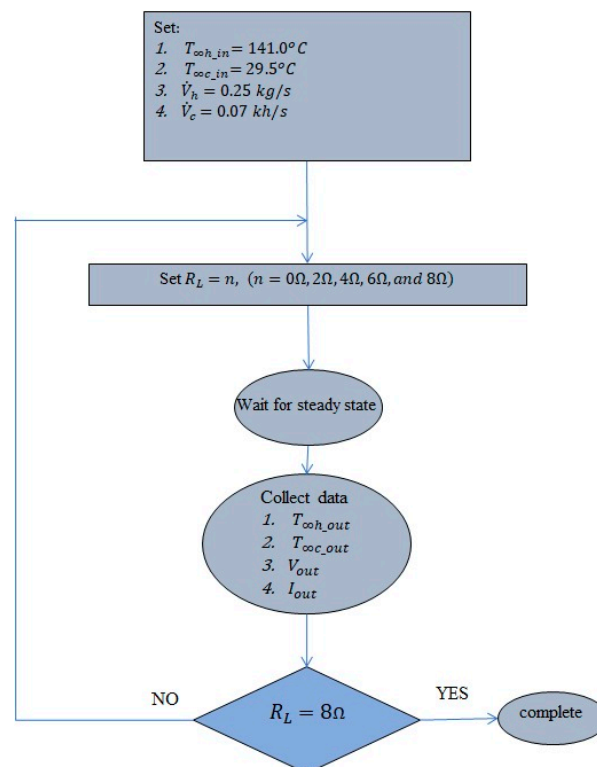 Set:
1. T∞h_in = 141.0°C
2. T∞c_in = 29.5°C
3. V̇h = 0.25 kg/s
4. V̇c = 0.07 kh/s
Set RL = n, (n = 0Ω, 2Ω, 4Ω, 6Ω, and 8Ω)
Wait for steady state
Collect data
1. T∞h_out
2. T∞c_out
3. Vout
4. Iout
NO
RL = 8Ω
YES
complete